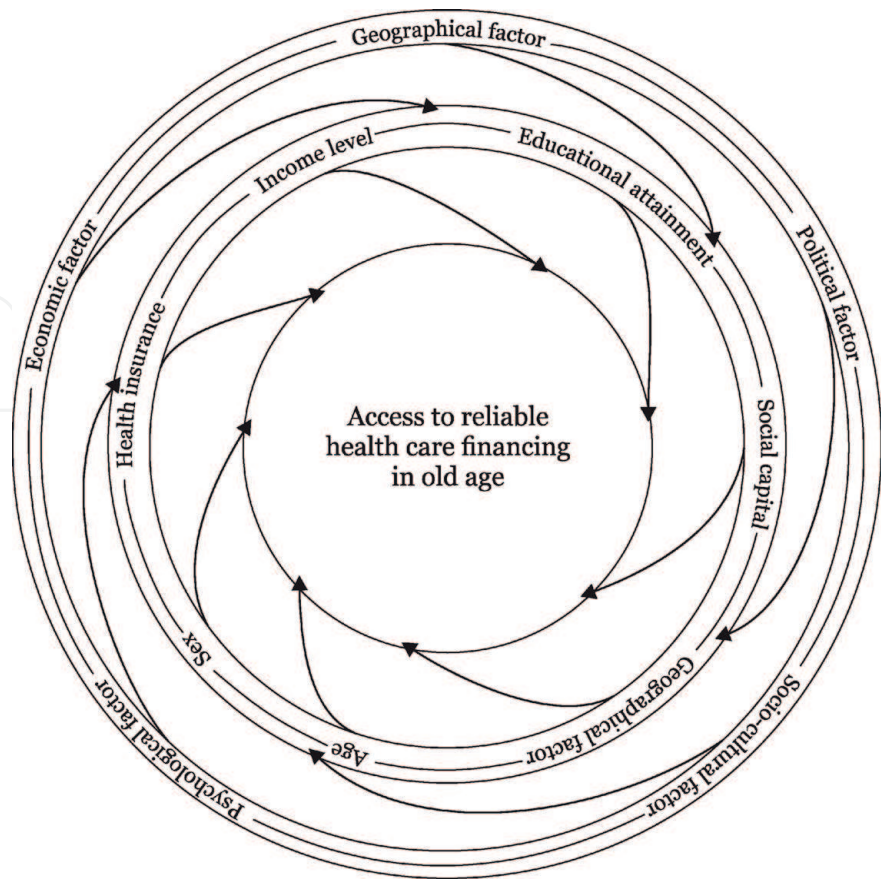 Geographical factor
Political factor
Socio-cultural factor
Psychological factor
Economic factor
Income level
Educational attainment
Social capital
Geographical factor
Age
Sex
Health insurance
Access to reliable
health care financing
in old age